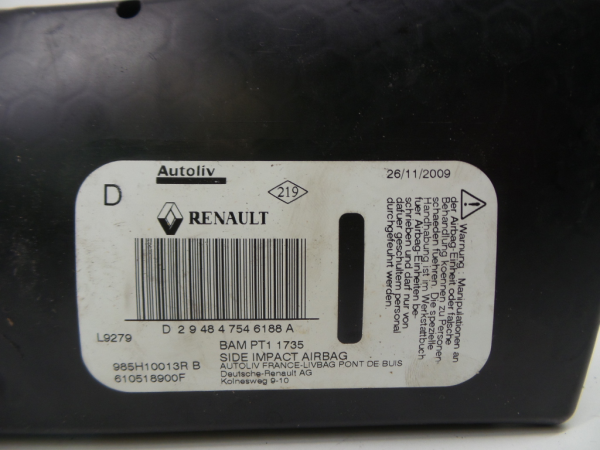 Autoliv
26/11/2009
D
219
RENAULT
D 2 9 48 4 754 6188 A
L9279
BAM PT1 1735
SIDE IMPACT AIRBAG
985H10013R B
AUTOLIV FRANCE-LIVBAG PONT DE BUIS
610518900F
Deutsche-Renault AG
Kolnesweg 9-10
Warnung : Manipulationen an
der Airbag-Einheit oder falsche
Behandlung koennen zu Personen-
schaeden fuehren. Die spezielle
Handhabung ist im Werkstattbuch
fuer Airbag-Einheiten be-
schrieben und darf nur von
dafuer geschultem personal
durchgefeuhrt werden.